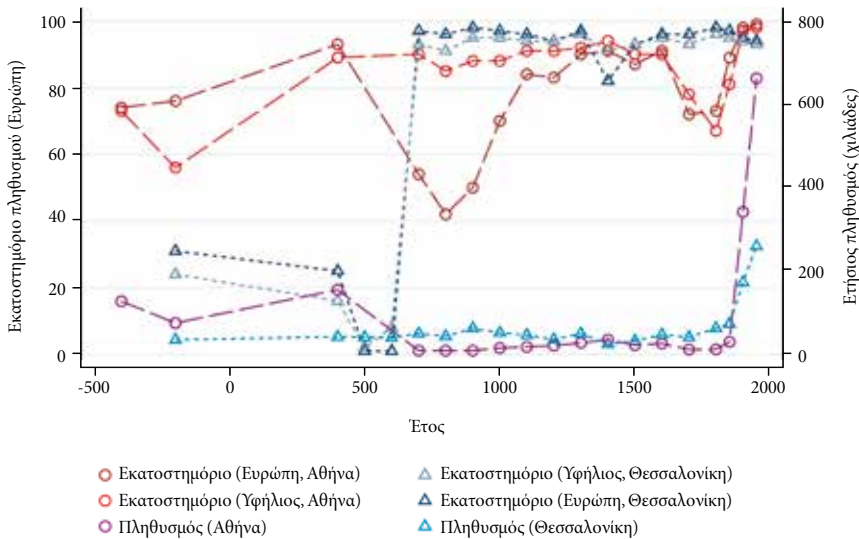 Εκατοστημόριο πληθυσμού (Ευρώπη)
100
80
60
40
20
0
800
600
400
200
0
Ετήσιος πληθυσμός (χιλιάδες)
-500 0 500 1000 1500 2000
Έτος
Εκατοστημόριο (Ευρώπη, Αθήνα)
Εκατοστημόριο (Υφήλιος, Αθήνα)
Πληθυσμός (Αθήνα)
Εκατοστημόριο (Υφήλιος, Θεσσαλονίκη)
Εκατοστημόριο (Ευρώπη, Θεσσαλονίκη)
Πληθυσμός (Θεσσαλονίκη)